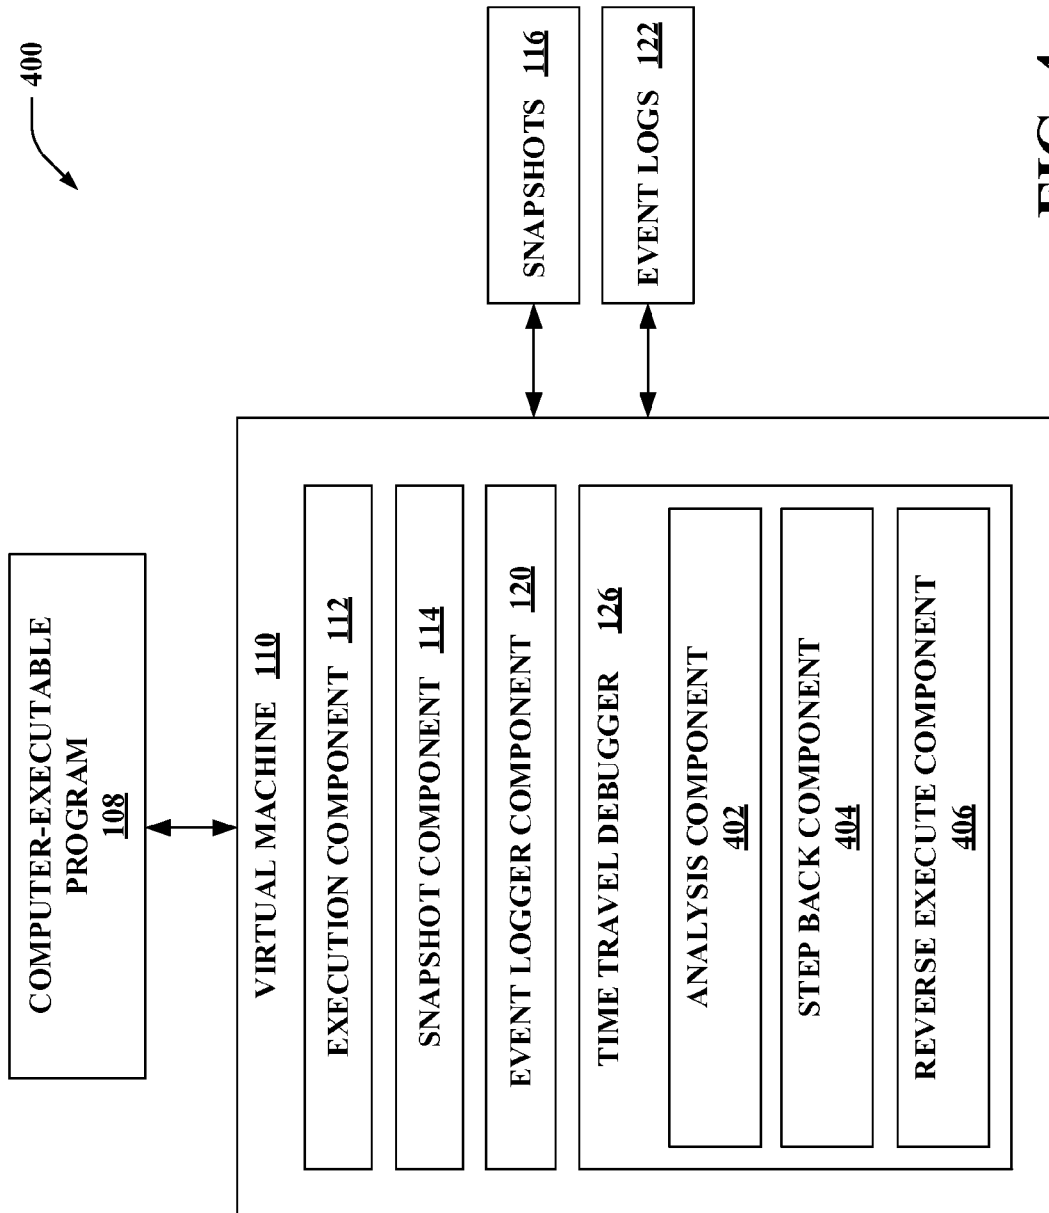 400
COMPUTER-EXECUTABLE
PROGRAM
108
VIRTUAL MACHINE 110
EXECUTION COMPONENT 112
SNAPSHOT COMPONENT 114
EVENT LOGGER COMPONENT 120
TIME TRAVEL DEBUGGER 126
ANALYSIS COMPONENT
402
STEP BACK COMPONENT
404
REVERSE EXECUTE COMPONENT
406
SNAPSHOTS 116
EVENT LOGS 122
FIG. 4